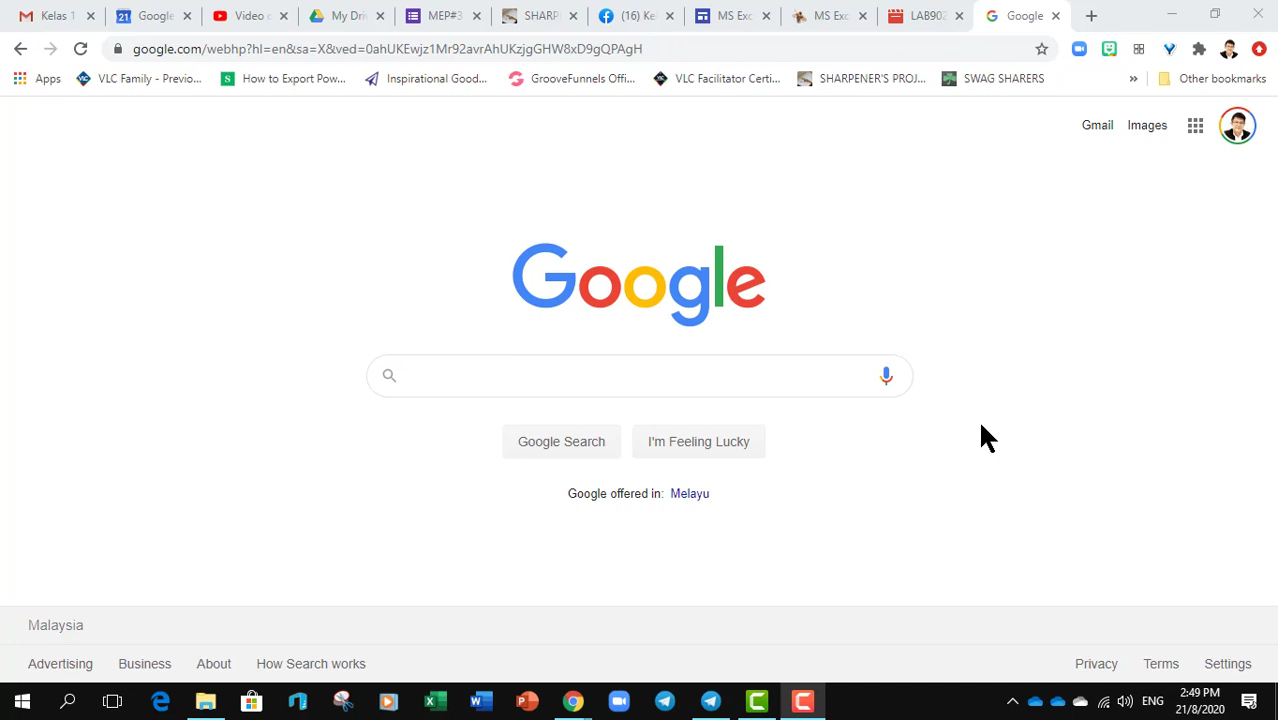 Kelas 1
Google
Video c
My Dri
MEP#3
SHARP
(16) Ke
MS Exc
MS Exc
LAB902
Google
google.com/webhp?hl=en&sa=X&ved=0ahUKEwjz1Mr92avrAhUKzjgGHW8xD9gQPAgH
Apps
VLC Family - Previo...
How to Export Pow...
Inspirational Good...
GrooveFunnels Offi...
VLC Facilitator Certi...
SHARPENER'S PROJ...
SWAG SHARERS
»
Other bookmarks
Gmail
Images
Google
Google Search
I'm Feeling Lucky
Google offered in: Melayu
Malaysia
Advertising
Business
About
How Search works
Privacy
Terms
Settings
ENG
2:49 PM
21/8/2020